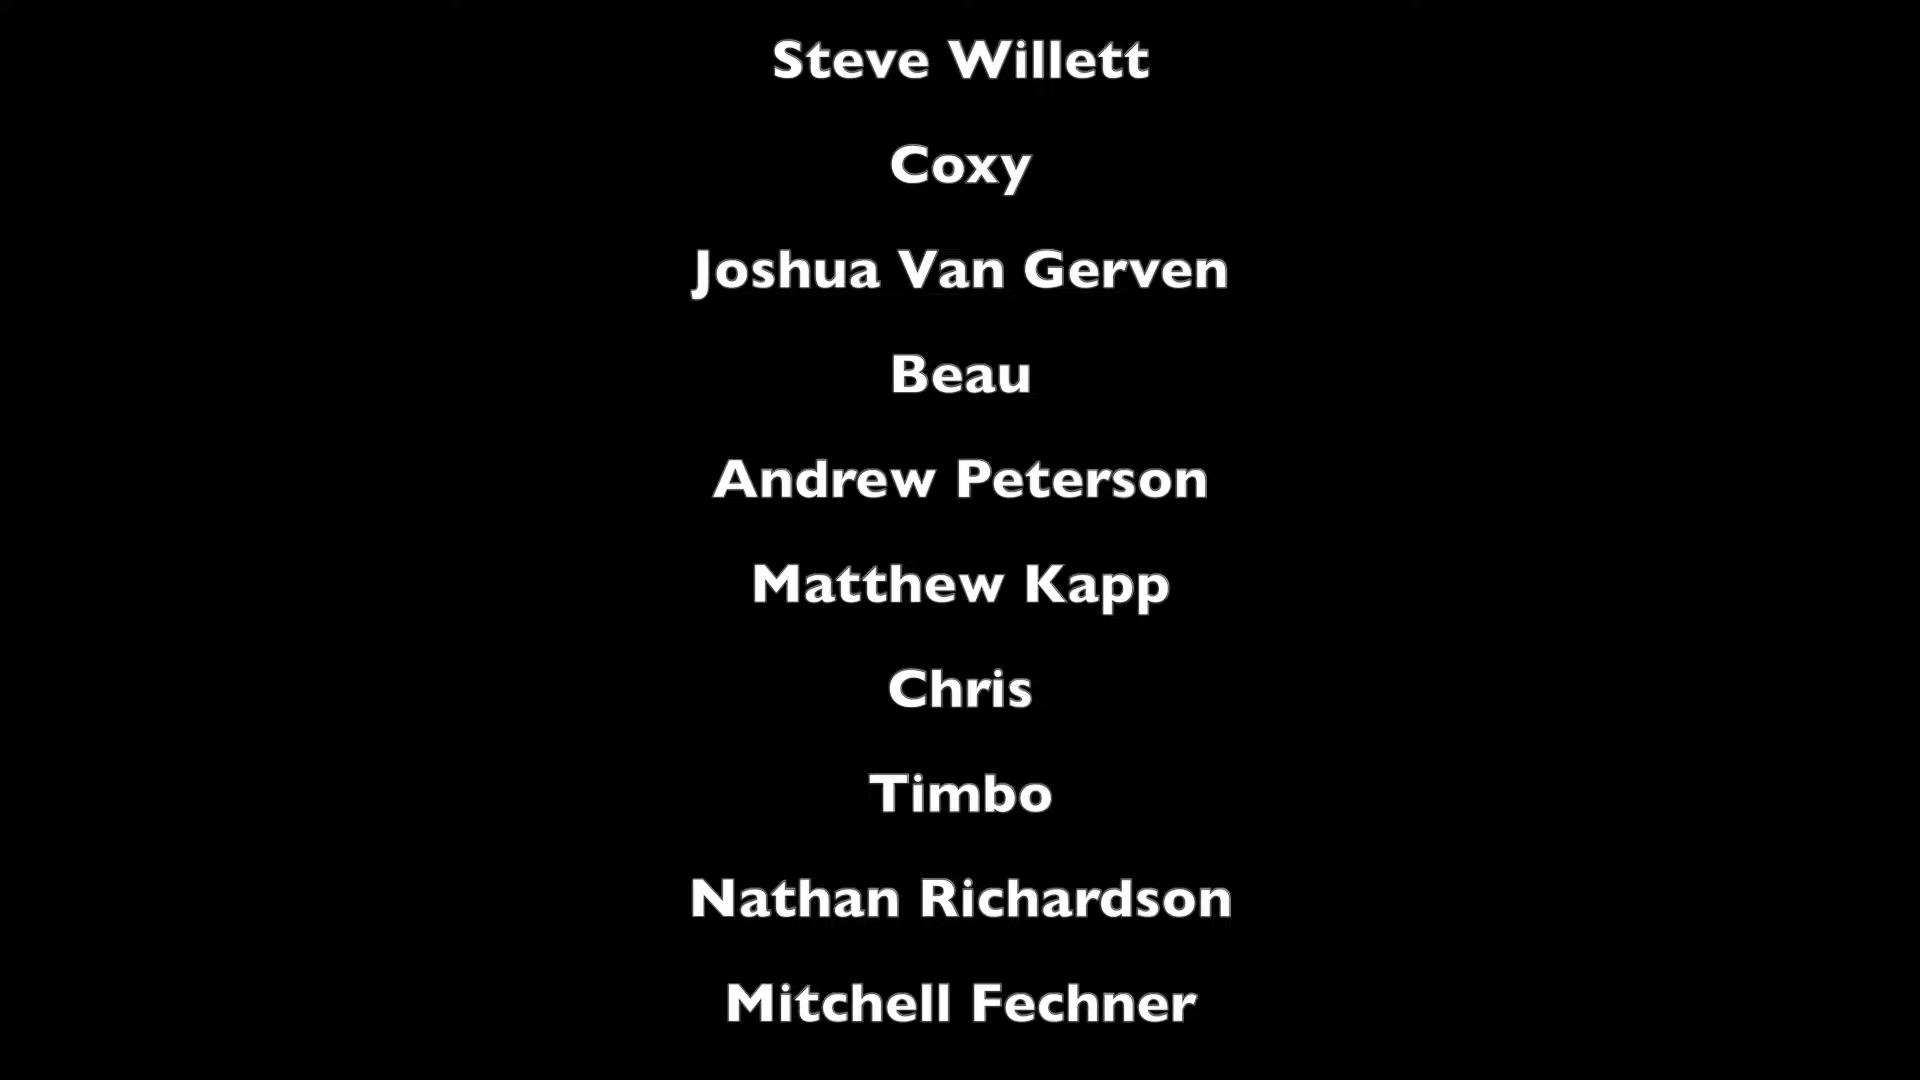 Steve Willett
Coxy
Joshua Van Gerven
Beau
Andrew Peterson
Matthew Kapp
Chris
Timbo
Nathan Richardson
Mitchell Fechner